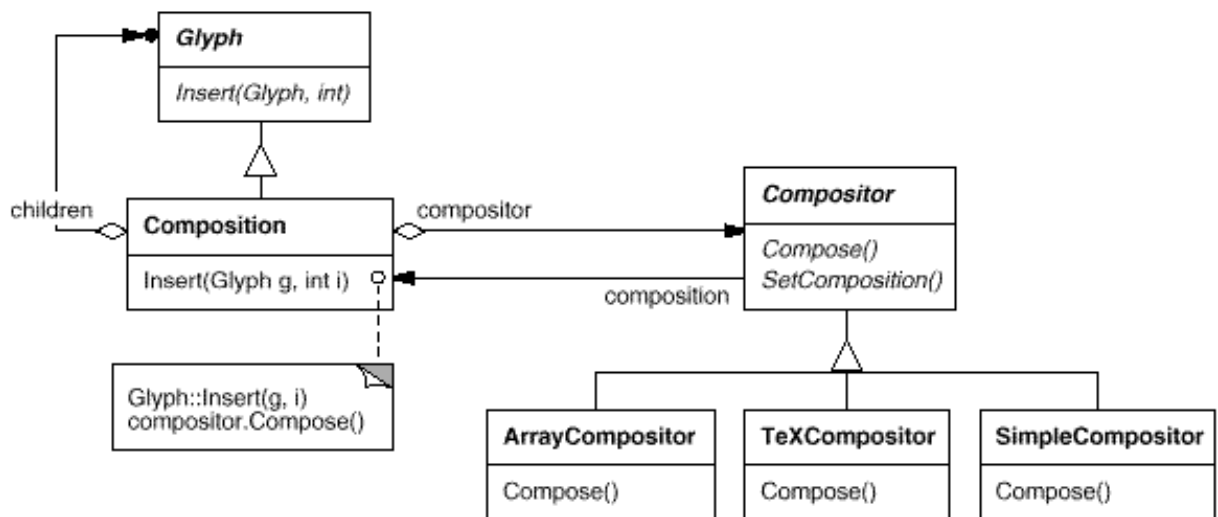 Glyph
Insert(Glyph, int)
children
Composition
compositor
Insert(Glyph g, int i)
Compositor
Compose()
SetComposition()
composition
Glyph::Insert(g, i)
compositor.Compose()
ArrayCompositor
Compose()
TeXCompositor
Compose()
SimpleCompositor
Compose()